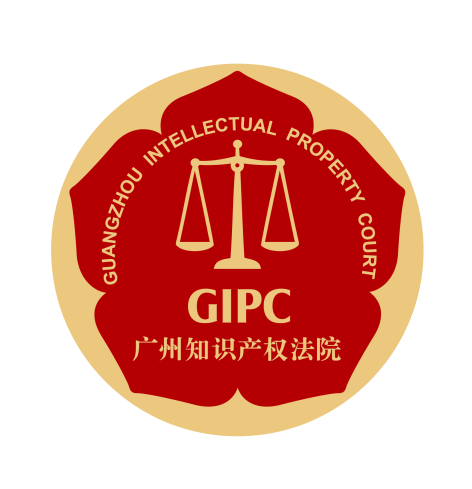 GUANGZHOU INTELLECTUAL PROPERTY COURT
GIPC
广州知识产权法院